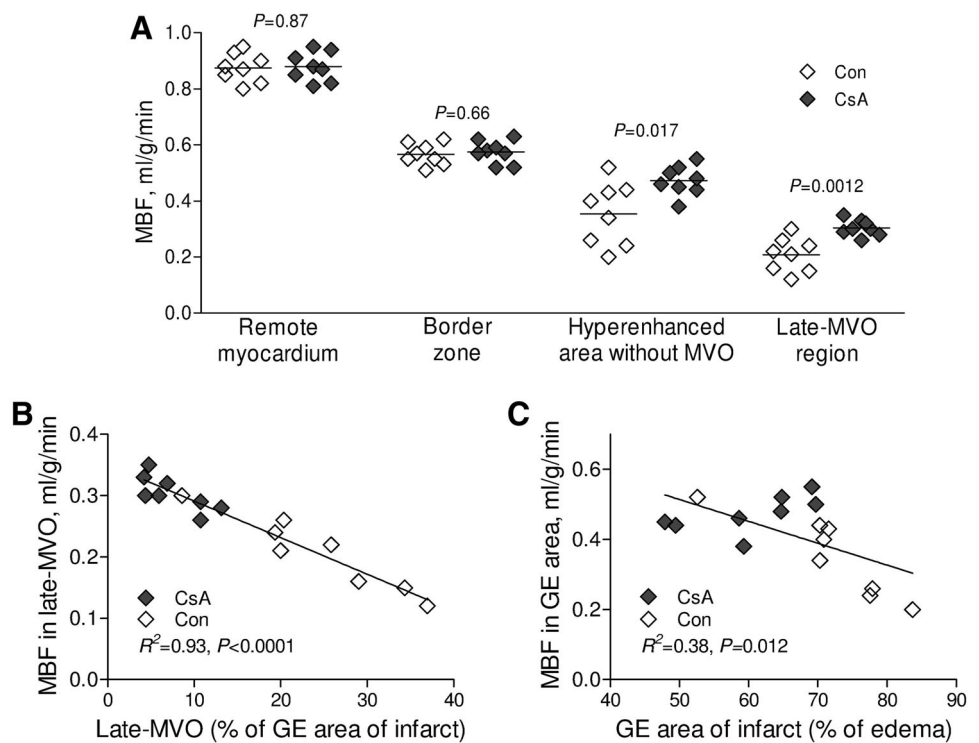 A
P=0.87
1.0
Con
CsA
0.8
P=0.66
P=0.017
0.6
P=0.0012
0.4
0.2
0.0
MBF, ml/g/min
Remote
myocardium
Border
zone
Hyperenhanced
area without MVO
Late-MVO
region
B
0.4
0.3
0.2
0.1
0.0
MBF in late-MVO, ml/g/min
CsA
Con
R²=0.93, P<0.0001
0 10 20 30 40
Late-MVO (% of GE area of infarct)
C
0.6
0.4
0.2
0.0
MBF in GE area, ml/g/min
CsA
Con
R²=0.38, P=0.012
40 50 60 70 80 90
GE area of infarct (% of edema)